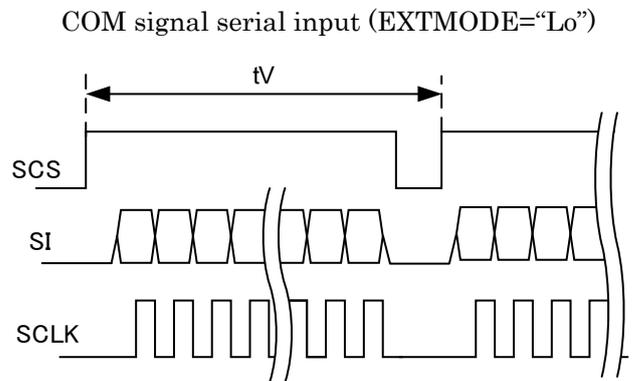 COM signal serial input (EXTMODE=“Lo”)
tV
SCS
SI
SCLK